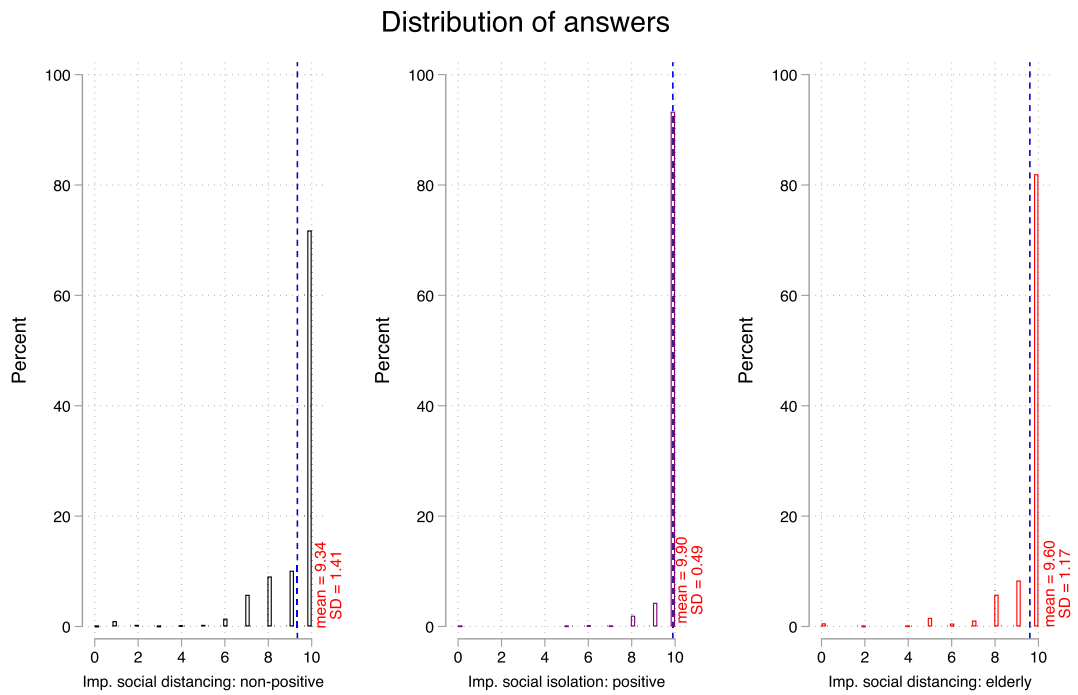 Distribution of answers
Percent
100
80
60
40
20
0
0 2 4 6 8 10
mean = 9.34
SD = 1.41
Imp. social distancing: non-positive
Percent
100
80
60
40
20
0
0 2 4 6 8 10
mean = 9.90
SD = 0.49
Imp. social isolation: positive
Percent
100
80
60
40
20
0
0 2 4 6 8 10
mean = 9.60
SD = 1.17
Imp. social distancing: elderly